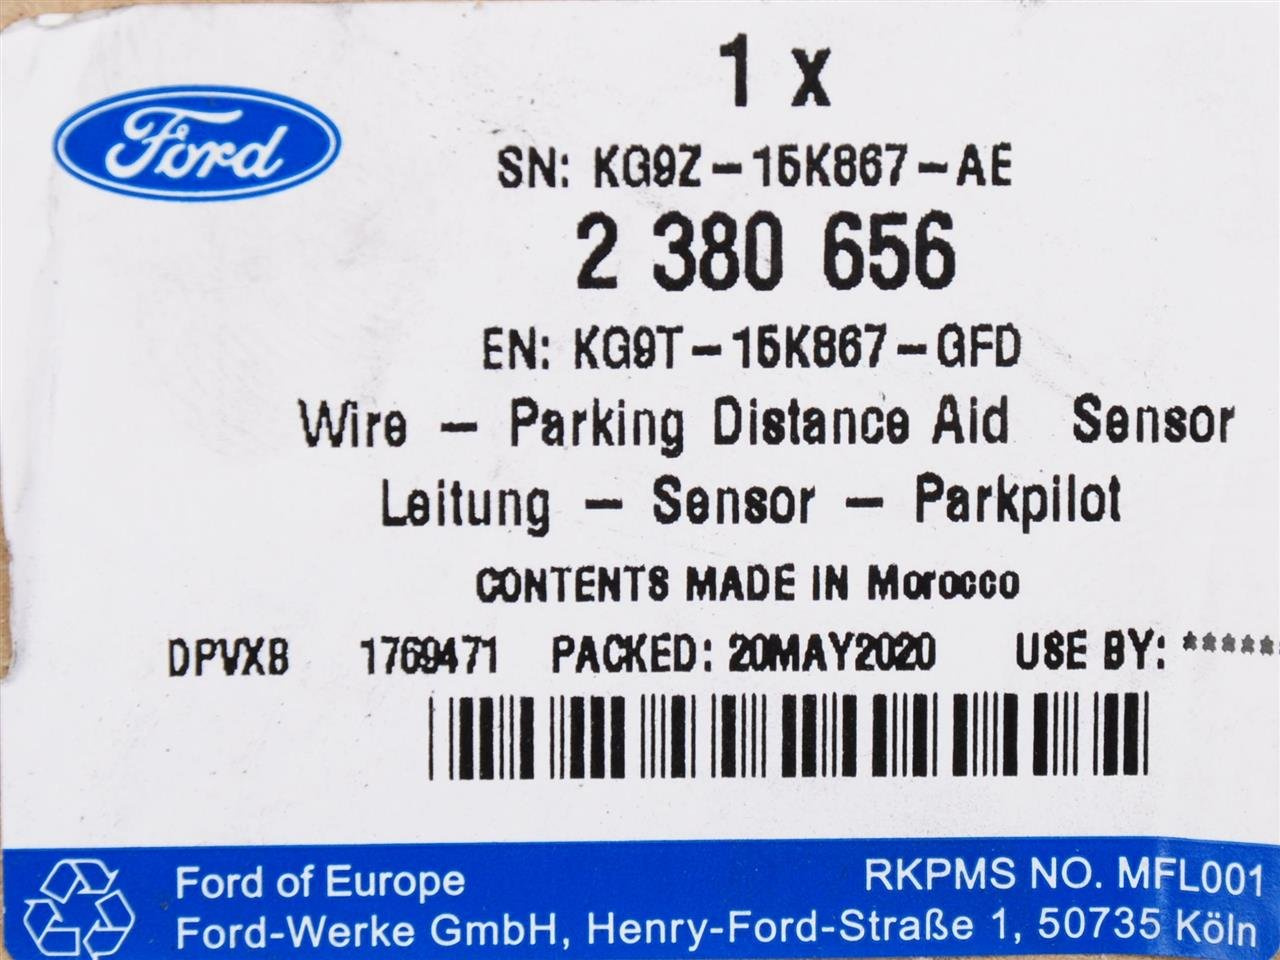 1 x
Ford
SN: KG9Z-15K867-AE
2 380 656
EN: KG9T-15K867-GFD
Wire - Parking Distance Aid Sensor
Leitung - Sensor - Parkpilot
CONTENTS MADE IN Morocco
DPVXB 1769471 PACKED: 20MAY2020 USE BY: ******
Ford of Europe RKPMS NO. MFL001
Ford-Werke GmbH, Henry-Ford-Straße 1, 50735 Köln